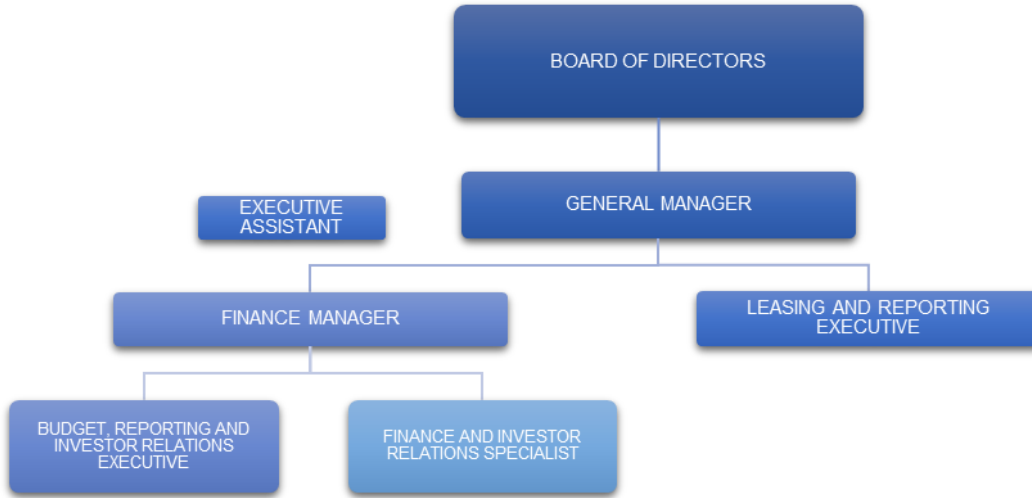 BOARD OF DIRECTORS
GENERAL MANAGER
EXECUTIVE
ASSISTANT
FINANCE MANAGER
LEASING AND REPORTING
EXECUTIVE
BUDGET, REPORTING AND
INVESTOR RELATIONS
EXECUTIVE
FINANCE AND INVESTOR
RELATIONS SPECIALIST